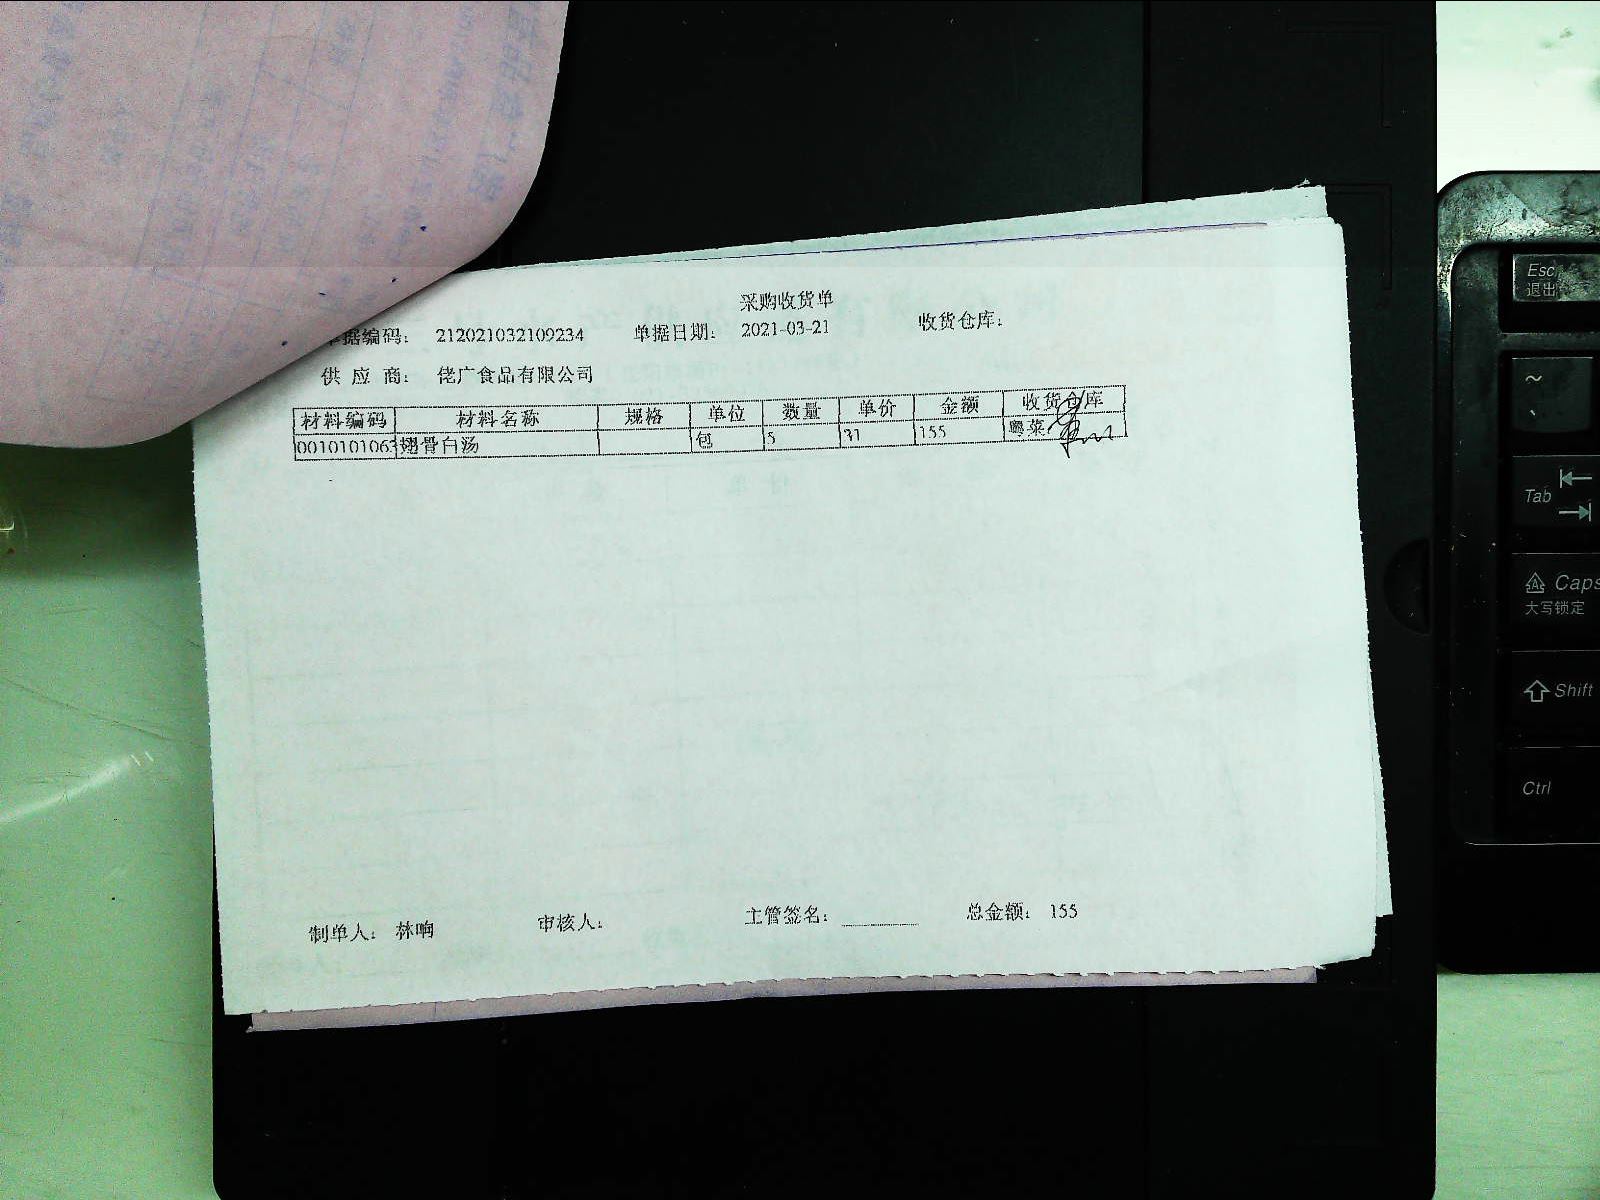 采购收货单
单据编码： 212021032109234 单据日期： 2021-03-21 收货仓库：
供 应 商： 佬广食品有限公司
材料编码 材料名称 规格 单位 数量 单价 金额 收货仓库
0010101063 翅骨白汤 包 5 31 155 粤菜
制单人： 林响 审核人： 主管签名： 总金额： 155
Esc
退出
~
Tab
Caps
大写锁定
Shift
Ctrl